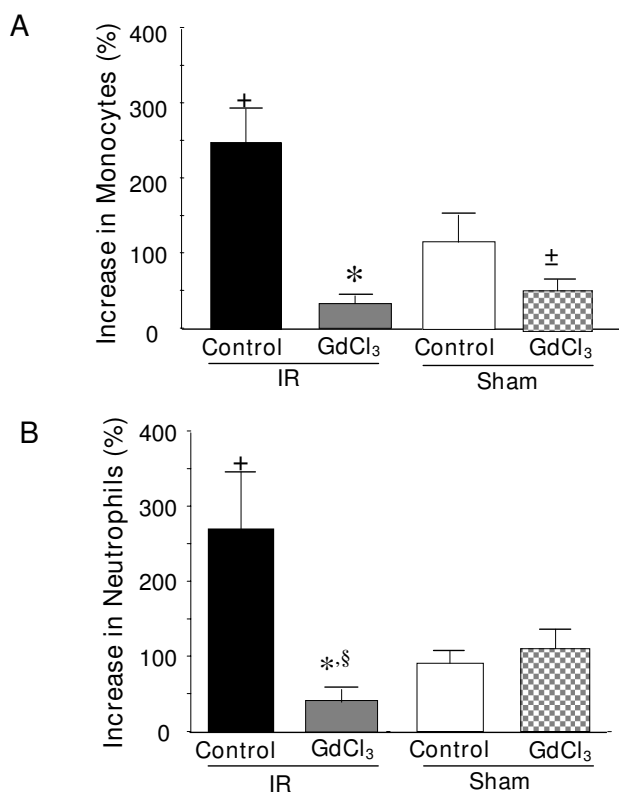 A
Increase in Monocytes (%)
400
300
200
100
0
+
*
±
Control GdCl₃ Control GdCl₃
IR Sham
B
Increase in Neutrophils (%)
400
300
200
100
0
+
*,§
Control GdCl₃ Control GdCl₃
IR Sham